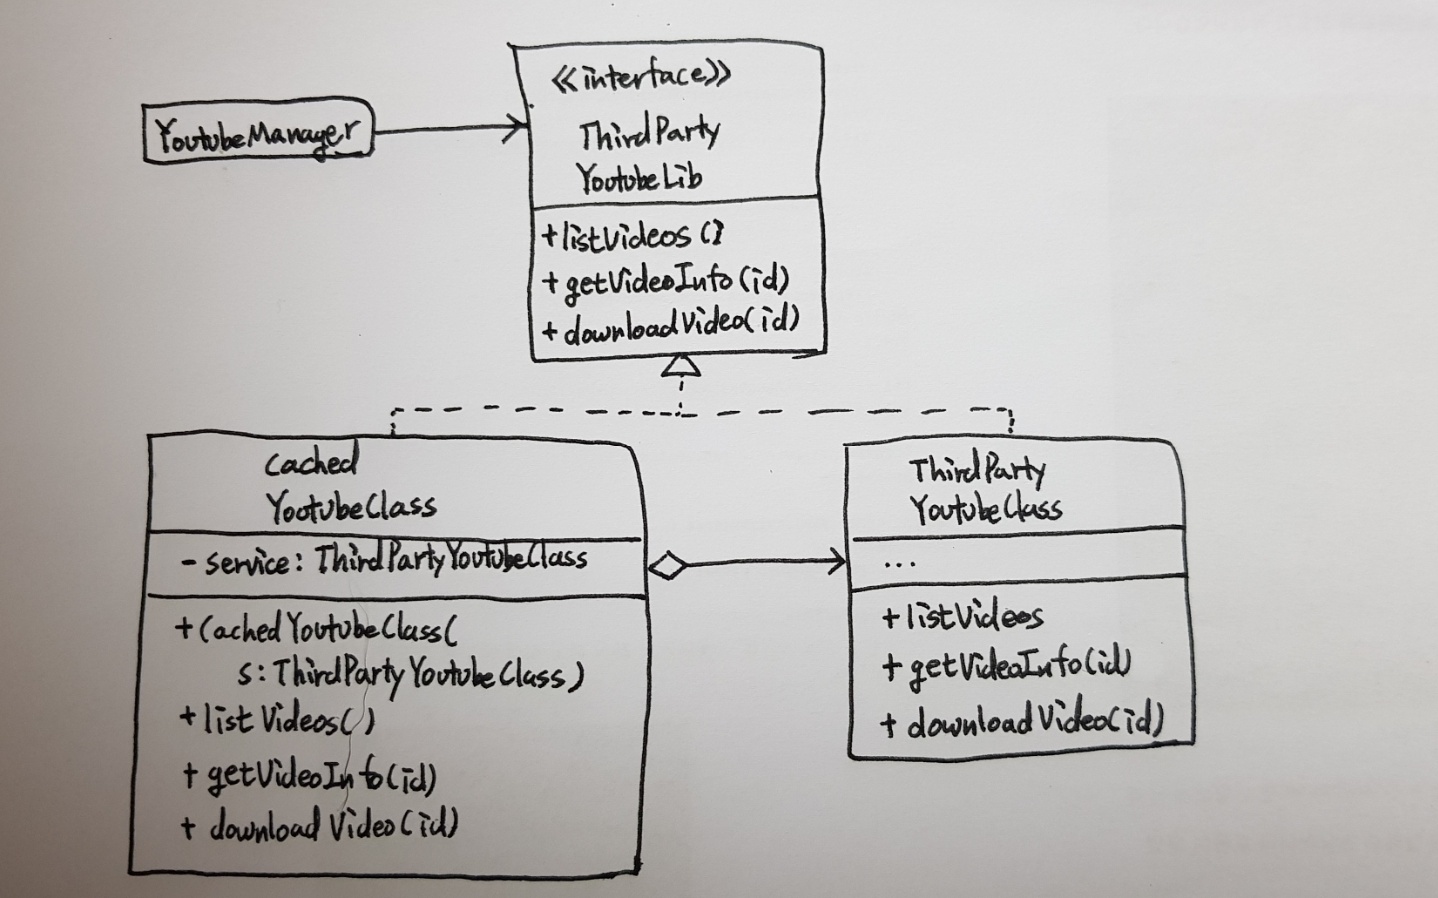 YoutubeManager
<<interface>>
ThirdParty
YoutubeLib
+listVideos()
+getVideoInfo(id)
+downloadVideo(id)
Cached
YootubeClass
-service: ThirdPartyYoutubeClass
+CachedYoutubeClass(
s:ThirdPartyYoutubeClass)
+listVideos()
+getVideoInfo(id)
+downloadVideo(id)
ThirdParty
YoutubeClass
...
+listVideos
+getVideoInfo(id)
+downloadVideo(id)